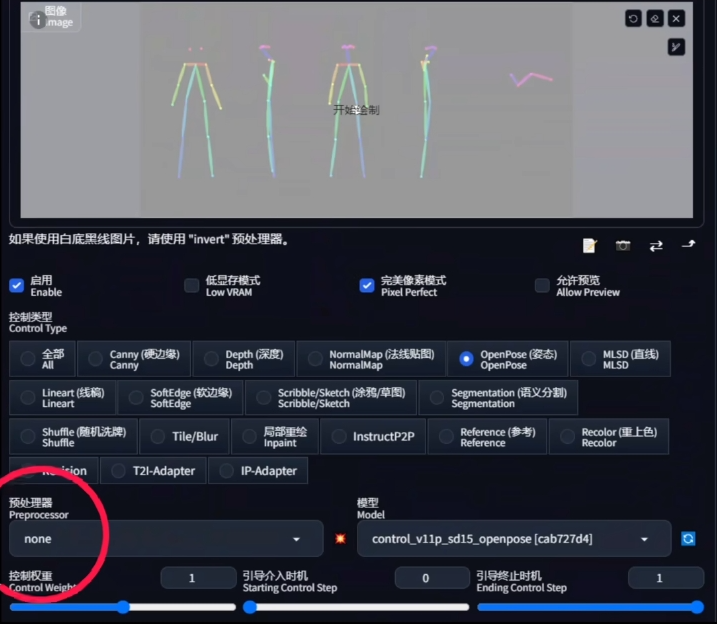 图像
Image
开始绘制
如果使用白底黑线图片，请使用 "invert" 预处理器。
启用
Enable
低显存模式
Low VRAM
完美像素模式
Pixel Perfect
允许预览
Allow Preview
控制类型
Control Type
全部
All
Canny (硬边缘)
Canny
Depth (深度)
Depth
NormalMap (法线贴图)
NormalMap
OpenPose (姿态)
OpenPose
MLSD (直线)
MLSD
Lineart (线稿)
Lineart
SoftEdge (软边缘)
SoftEdge
Scribble/Sketch (涂鸦/草图)
Scribble/Sketch
Segmentation (语义分割)
Segmentation
Shuffle (随机洗牌)
Shuffle
Tile/Blur
局部重绘
Inpaint
InstructP2P
Reference (参考)
Reference
Recolor (重上色)
Recolor
Revision
T2I-Adapter
IP-Adapter
预处理器
Preprocessor
模型
Model
none
control_v11p_sd15_openpose [cab727d4]
控制权重
Control Weight
1
引导介入时机
Starting Control Step
0
引导终止时机
Ending Control Step
1